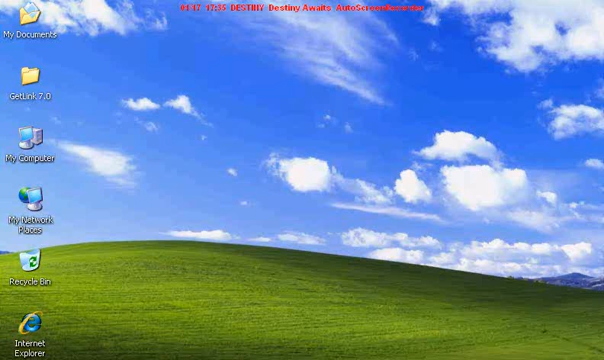 04-17 17:35 DESTINY Destiny Awaits AutoScreenRecorder
My Documents
GetLink 7.0
My Computer
My Network
Places
Recycle Bin
Internet
Explorer